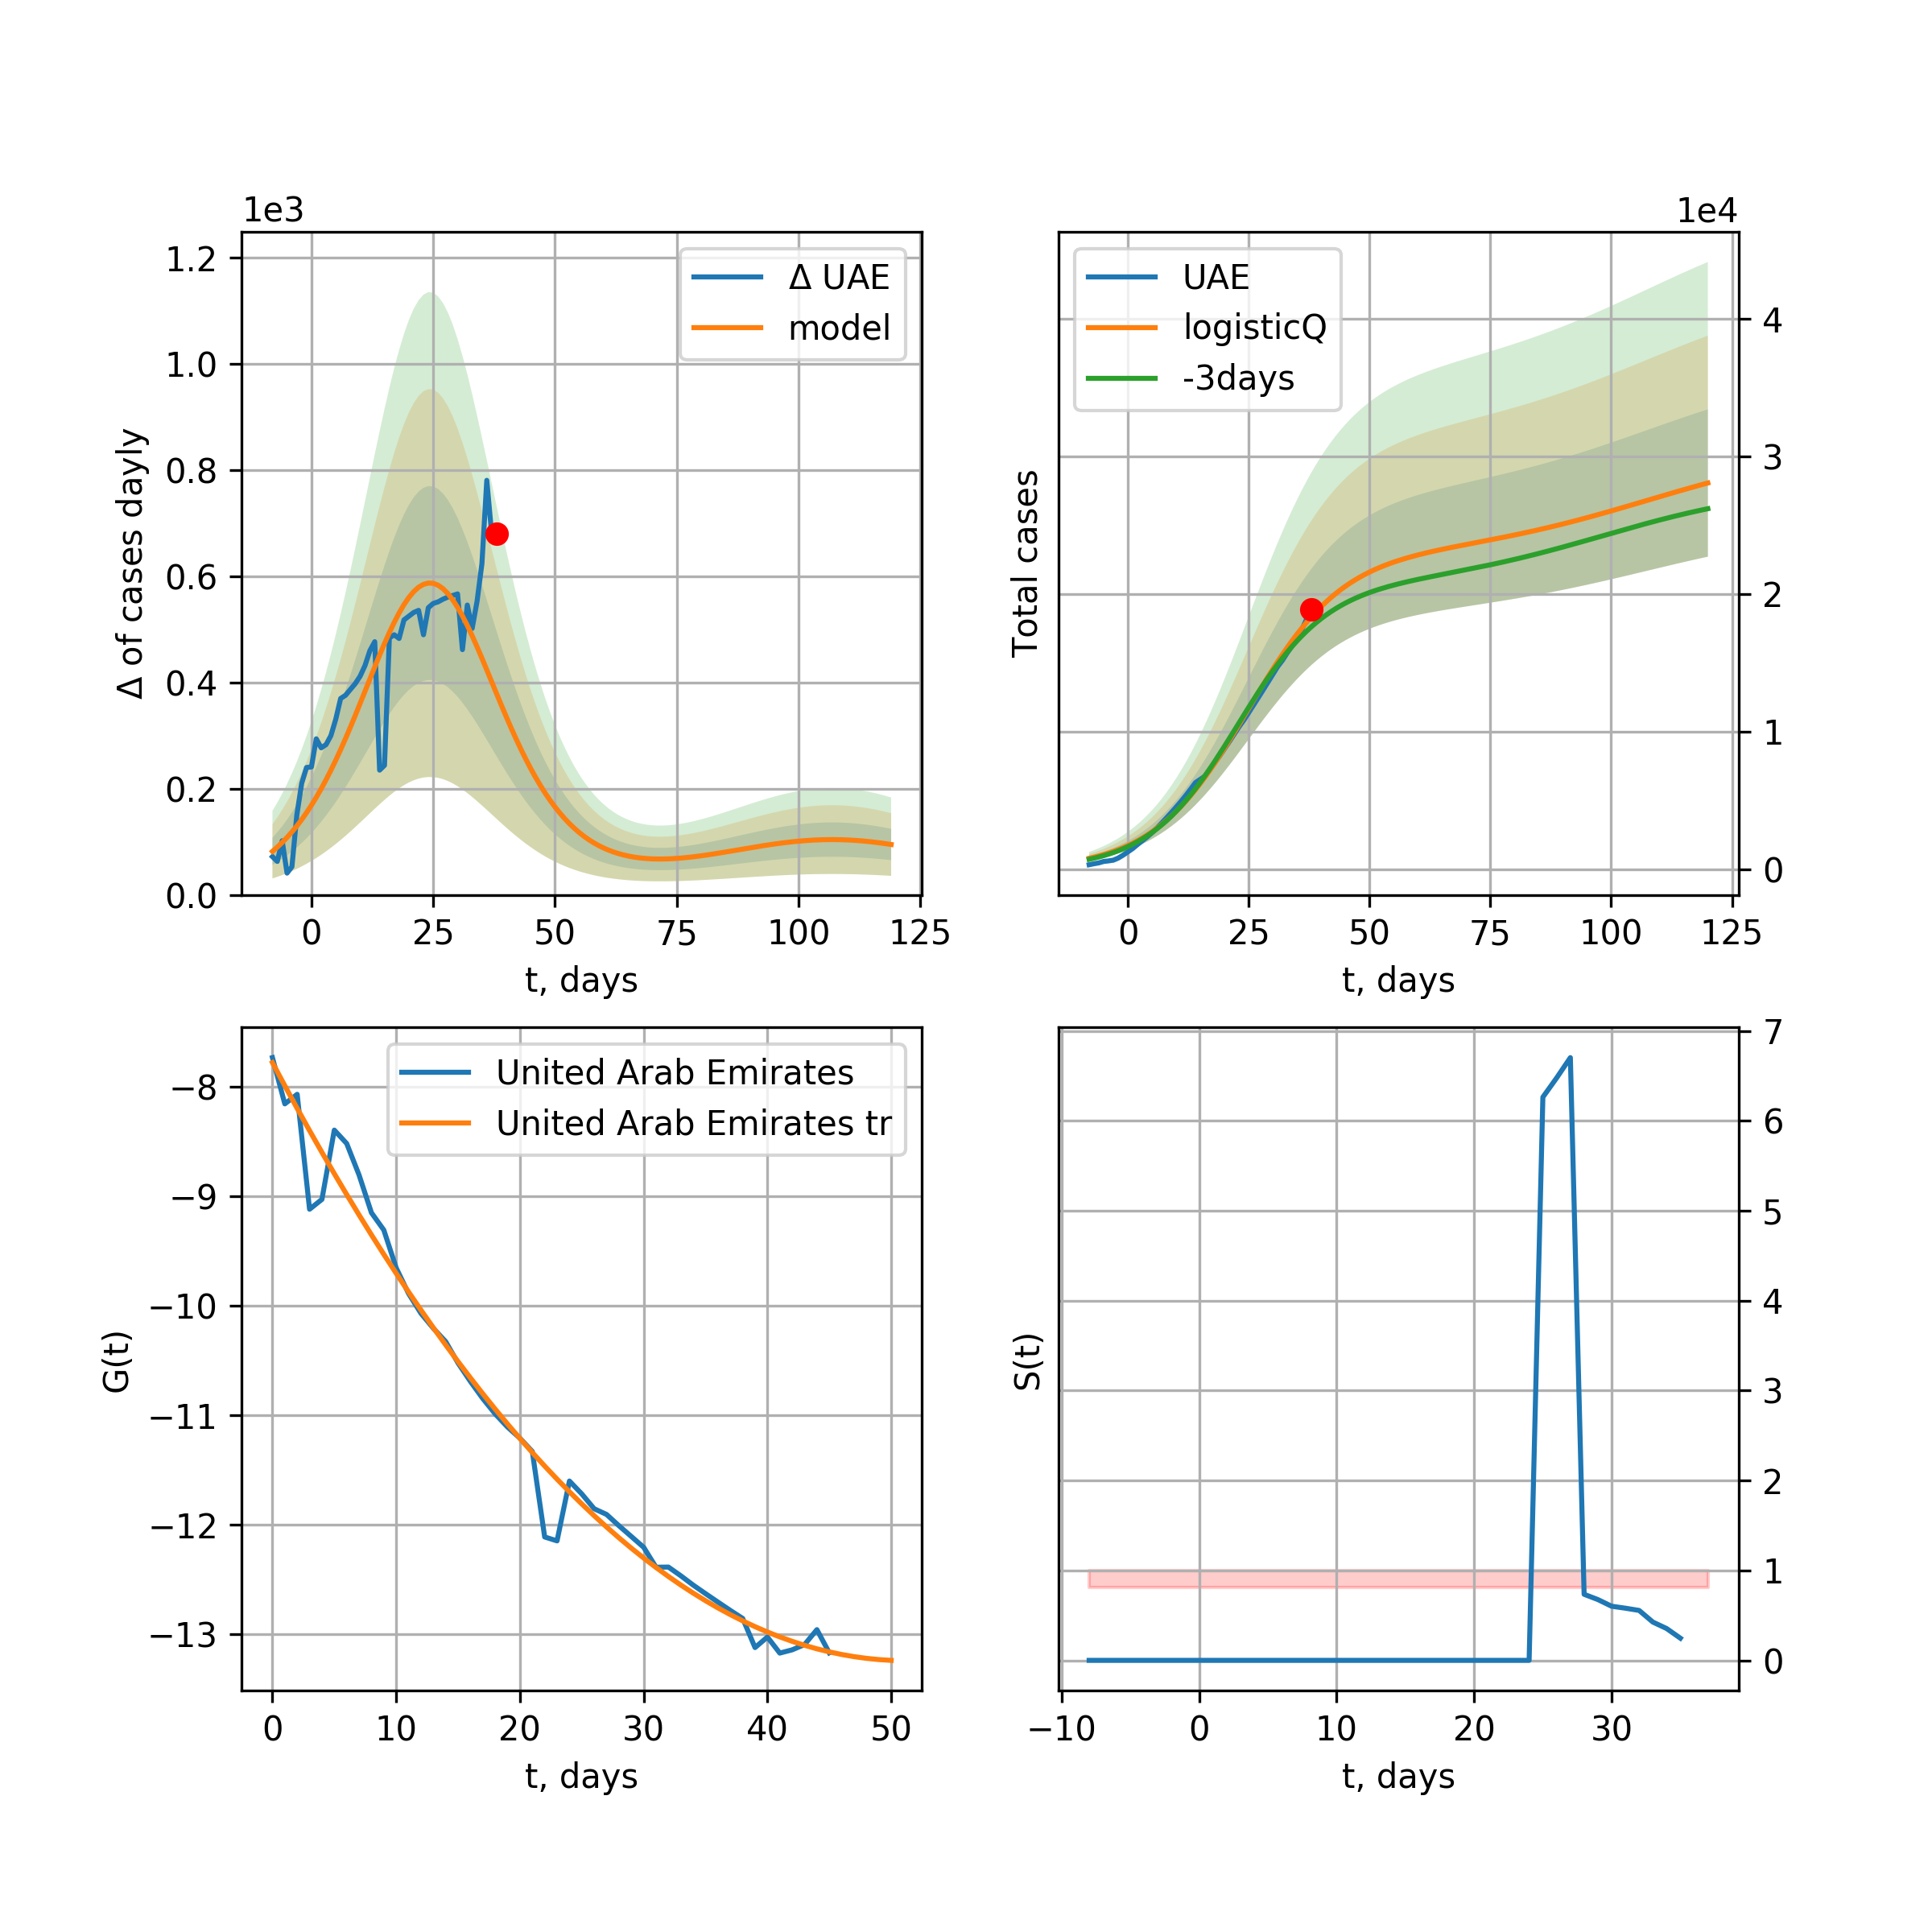 1e3
1.2
1.0
0.8
0.6
0.4
0.2
0.0
Δ of cases dayly
Δ UAE
model
0 25 50 75 100 125
t, days
1e4
UAE
logisticQ
-3days
Total cases
4
3
2
1
0
0 25 50 75 100 125
t, days
−8
−9
−10
−11
−12
−13
G(t)
United Arab Emirates
United Arab Emirates tr
0 10 20 30 40 50
t, days
S(t)
7
6
5
4
3
2
1
0
−10 0 10 20 30
t, days